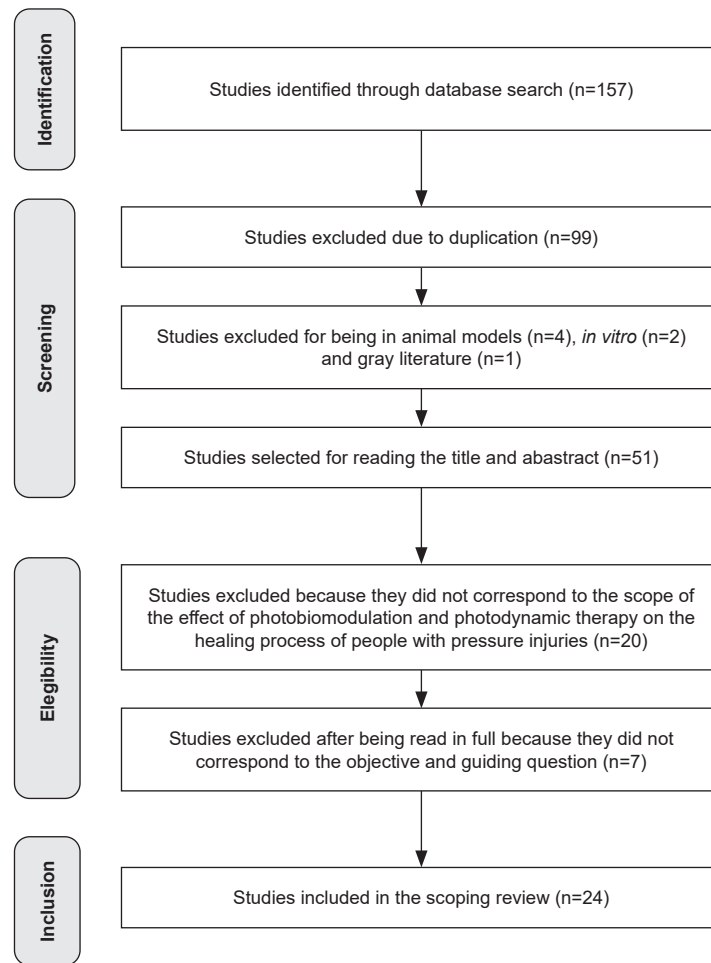 Identification
Studies identified through database search (n=157)
Screening
Studies excluded due to duplication (n=99)
Studies excluded for being in animal models (n=4), in vitro (n=2)
and gray literature (n=1)
Studies selected for reading the title and abastract (n=51)
Elegibility
Studies excluded because they did not correspond to the scope of
the effect of photobiomodulation and photodynamic therapy on the
healing process of people with pressure injuries (n=20)
Studies excluded after being read in full because they did not
correspond to the objective and guiding question (n=7)
Inclusion
Studies included in the scoping review (n=24)